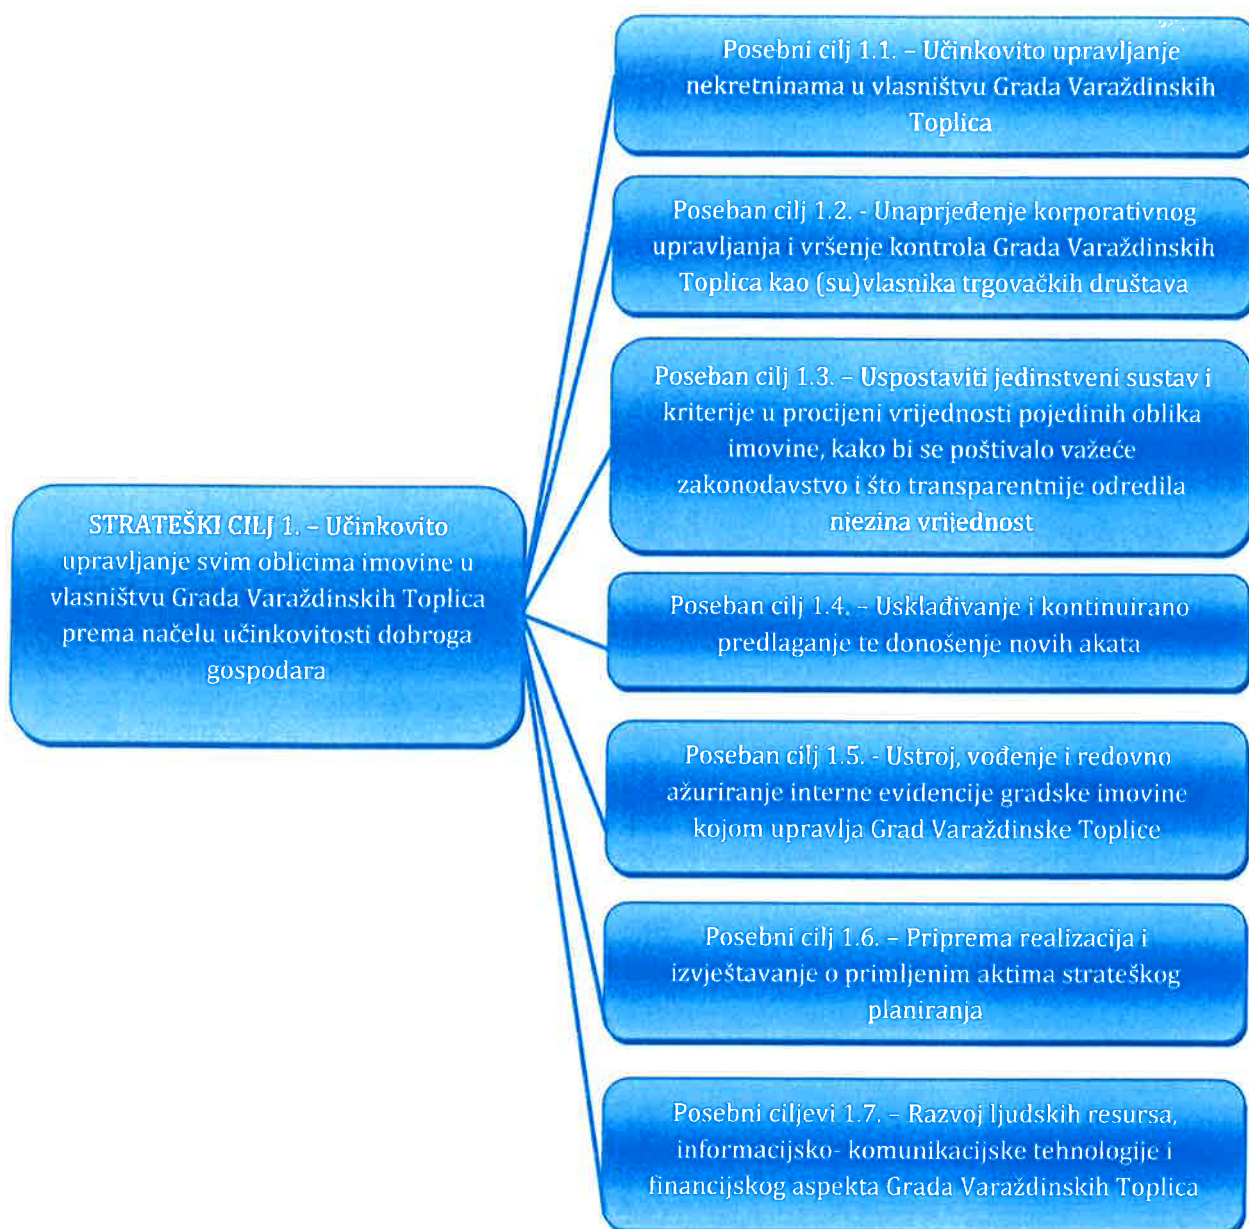 Posebni cilj 1.1. – Učinkovito upravljanje
nekretninama u vlasništvu Grada Varaždinskih
Toplica
Poseban cilj 1.2. - Unaprjeđenje korporativnog
upravljanja i vršenje kontrola Grada Varaždinskih
Toplica kao (su)vlasnika trgovačkih društava
Poseban cilj 1.3. – Uspostaviti jedinstveni sustav i
kriterije u procijeni vrijednosti pojedinih oblika
imovine, kako bi se poštivalo važeće
zakonodavstvo i što transparentnije odredila
njezina vrijednost
STRATEŠKI CILJ 1. – Učinkovito
upravljanje svim oblicima imovine u
vlasništvu Grada Varaždinskih Toplica
prema načelu učinkovitosti dobroga
gospodara
Poseban cilj 1.4. – Usklađivanje i kontinuirano
predlaganje te donošenje novih akata
Poseban cilj 1.5. - Ustroj, vođenje i redovno
ažuriranje interne evidencije gradske imovine
kojom upravlja Grad Varaždinske Toplice
Posebni cilj 1.6. – Priprema realizacija i
izvještavanje o primljenim aktima strateškog
planiranja
Posebni ciljevi 1.7. – Razvoj ljudskih resursa,
informacijsko- komunikacijske tehnologije i
financijskog aspekta Grada Varaždinskih Toplica